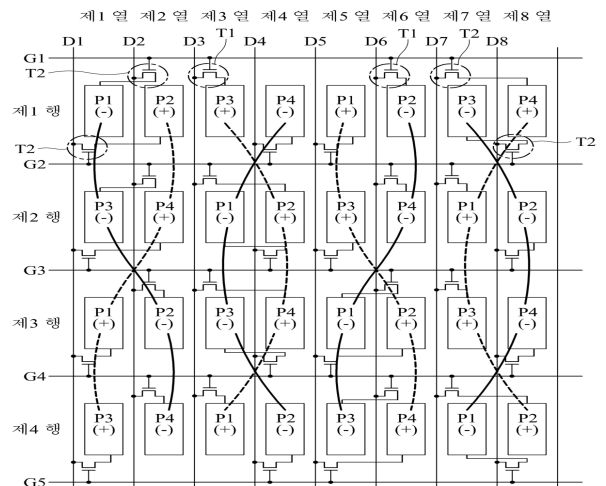 제1 열 제2 열 제3 열 제4 열 제5 열 제6 열 제7 열 제8 열
D1 D2 D3 T1 D4 D5 D6 T1 D7 T2 D8
G1
T2
제1 행 P1 P2 P3 P4 P1 P2 P3 P4
(-) (+) (+) (-) (+) (-) (-) (+)
T2 T2
G2
제2 행 P3 P4 P1 P2 P3 P4 P1 P2
(-) (+) (-) (+) (+) (-) (+) (-)
G3
제3 행 P1 P2 P3 P4 P1 P2 P3 P4
(+) (-) (-) (+) (-) (+) (+) (-)
G4
제4 행 P3 P4 P1 P2 P3 P4 P1 P2
(+) (-) (+) (-) (-) (+) (-) (+)
G5